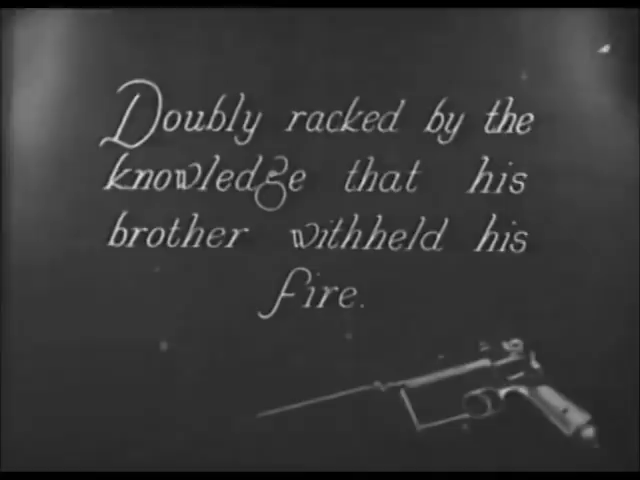 Doubly racked by the
knowledge that his
brother withheld his
fire.